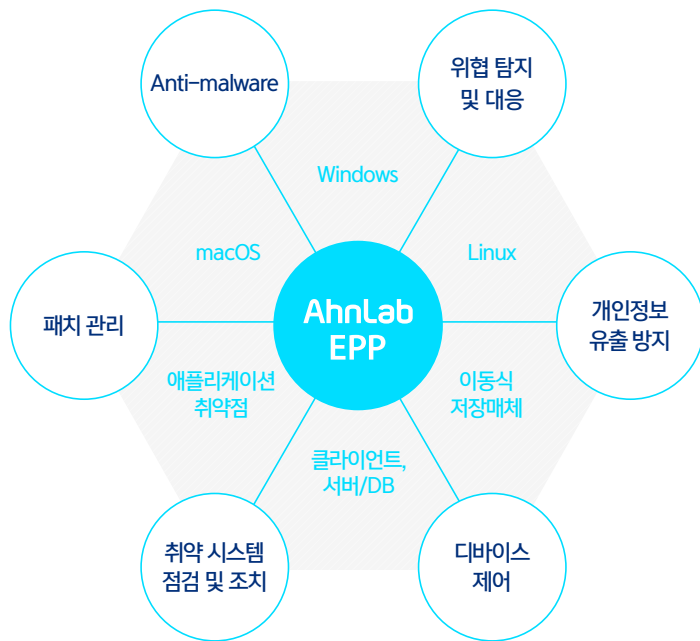 Anti-malware
위협 탐지
및 대응
Windows
macOS
Linux
패치 관리
AhnLab
EPP
개인정보
유출 방지
애플리케이션
취약점
이동식
저장매체
클라이언트,
서버/DB
취약 시스템
점검 및 조치
디바이스
제어